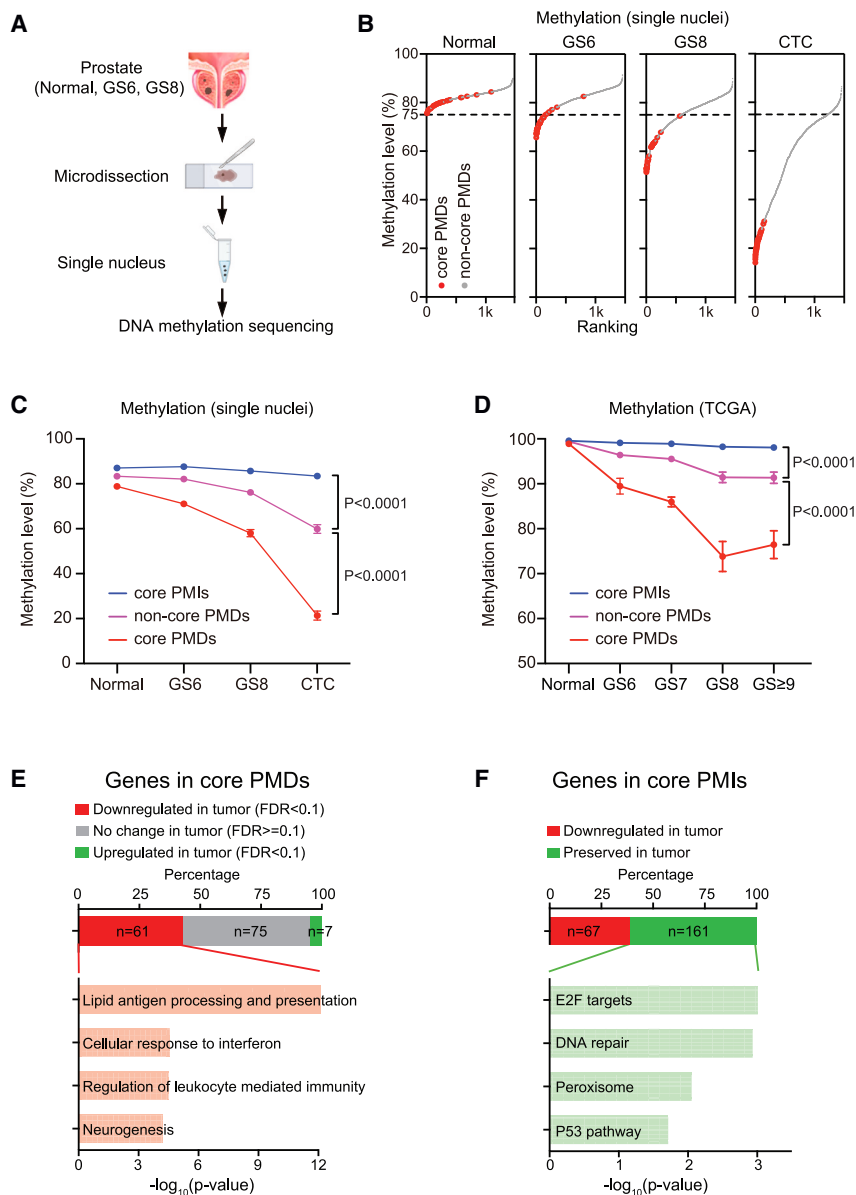 A
Prostate
(Normal, GS6, GS8)
Microdissection
Single nucleus
DNA methylation sequencing
B
Methylation (single nuclei)
Normal
GS6
GS8
CTC
Methylation level (%)
100
80
75
60
40
20
0
core PMDs
non-core PMDs
0 1k
0 1k
0 1k
0 1k
Ranking
C
Methylation (single nuclei)
Methylation level (%)
100
80
60
40
20
0
P<0.0001
P<0.0001
core PMIs
non-core PMDs
core PMDs
Normal GS6 GS8 CTC
D
Methylation (TCGA)
Methylation level (%)
100
90
80
70
60
50
P<0.0001
P<0.0001
core PMIs
non-core PMDs
core PMDs
Normal GS6 GS7 GS8 GS≥9
E
Genes in core PMDs
Downregulated in tumor (FDR<0.1)
No change in tumor (FDR>=0.1)
Upregulated in tumor (FDR<0.1)
Percentage
0 25 50 75 100
n=61 n=75 n=7
Lipid antigen processing and presentation
Cellular response to interferon
Regulation of leukocyte mediated immunity
Neurogenesis
0 3 6 9 12
-log10(p-value)
F
Genes in core PMIs
Downregulated in tumor
Preserved in tumor
Percentage
0 25 50 75 100
n=67 n=161
E2F targets
DNA repair
Peroxisome
P53 pathway
0 1 2 3
-log10(p-value)